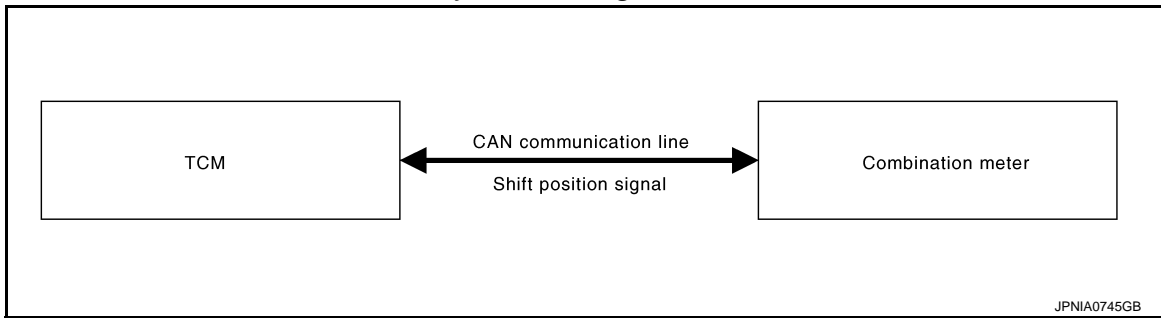 TCM
CAN communication line
Shift position signal
Combination meter
JPNIA0745GB